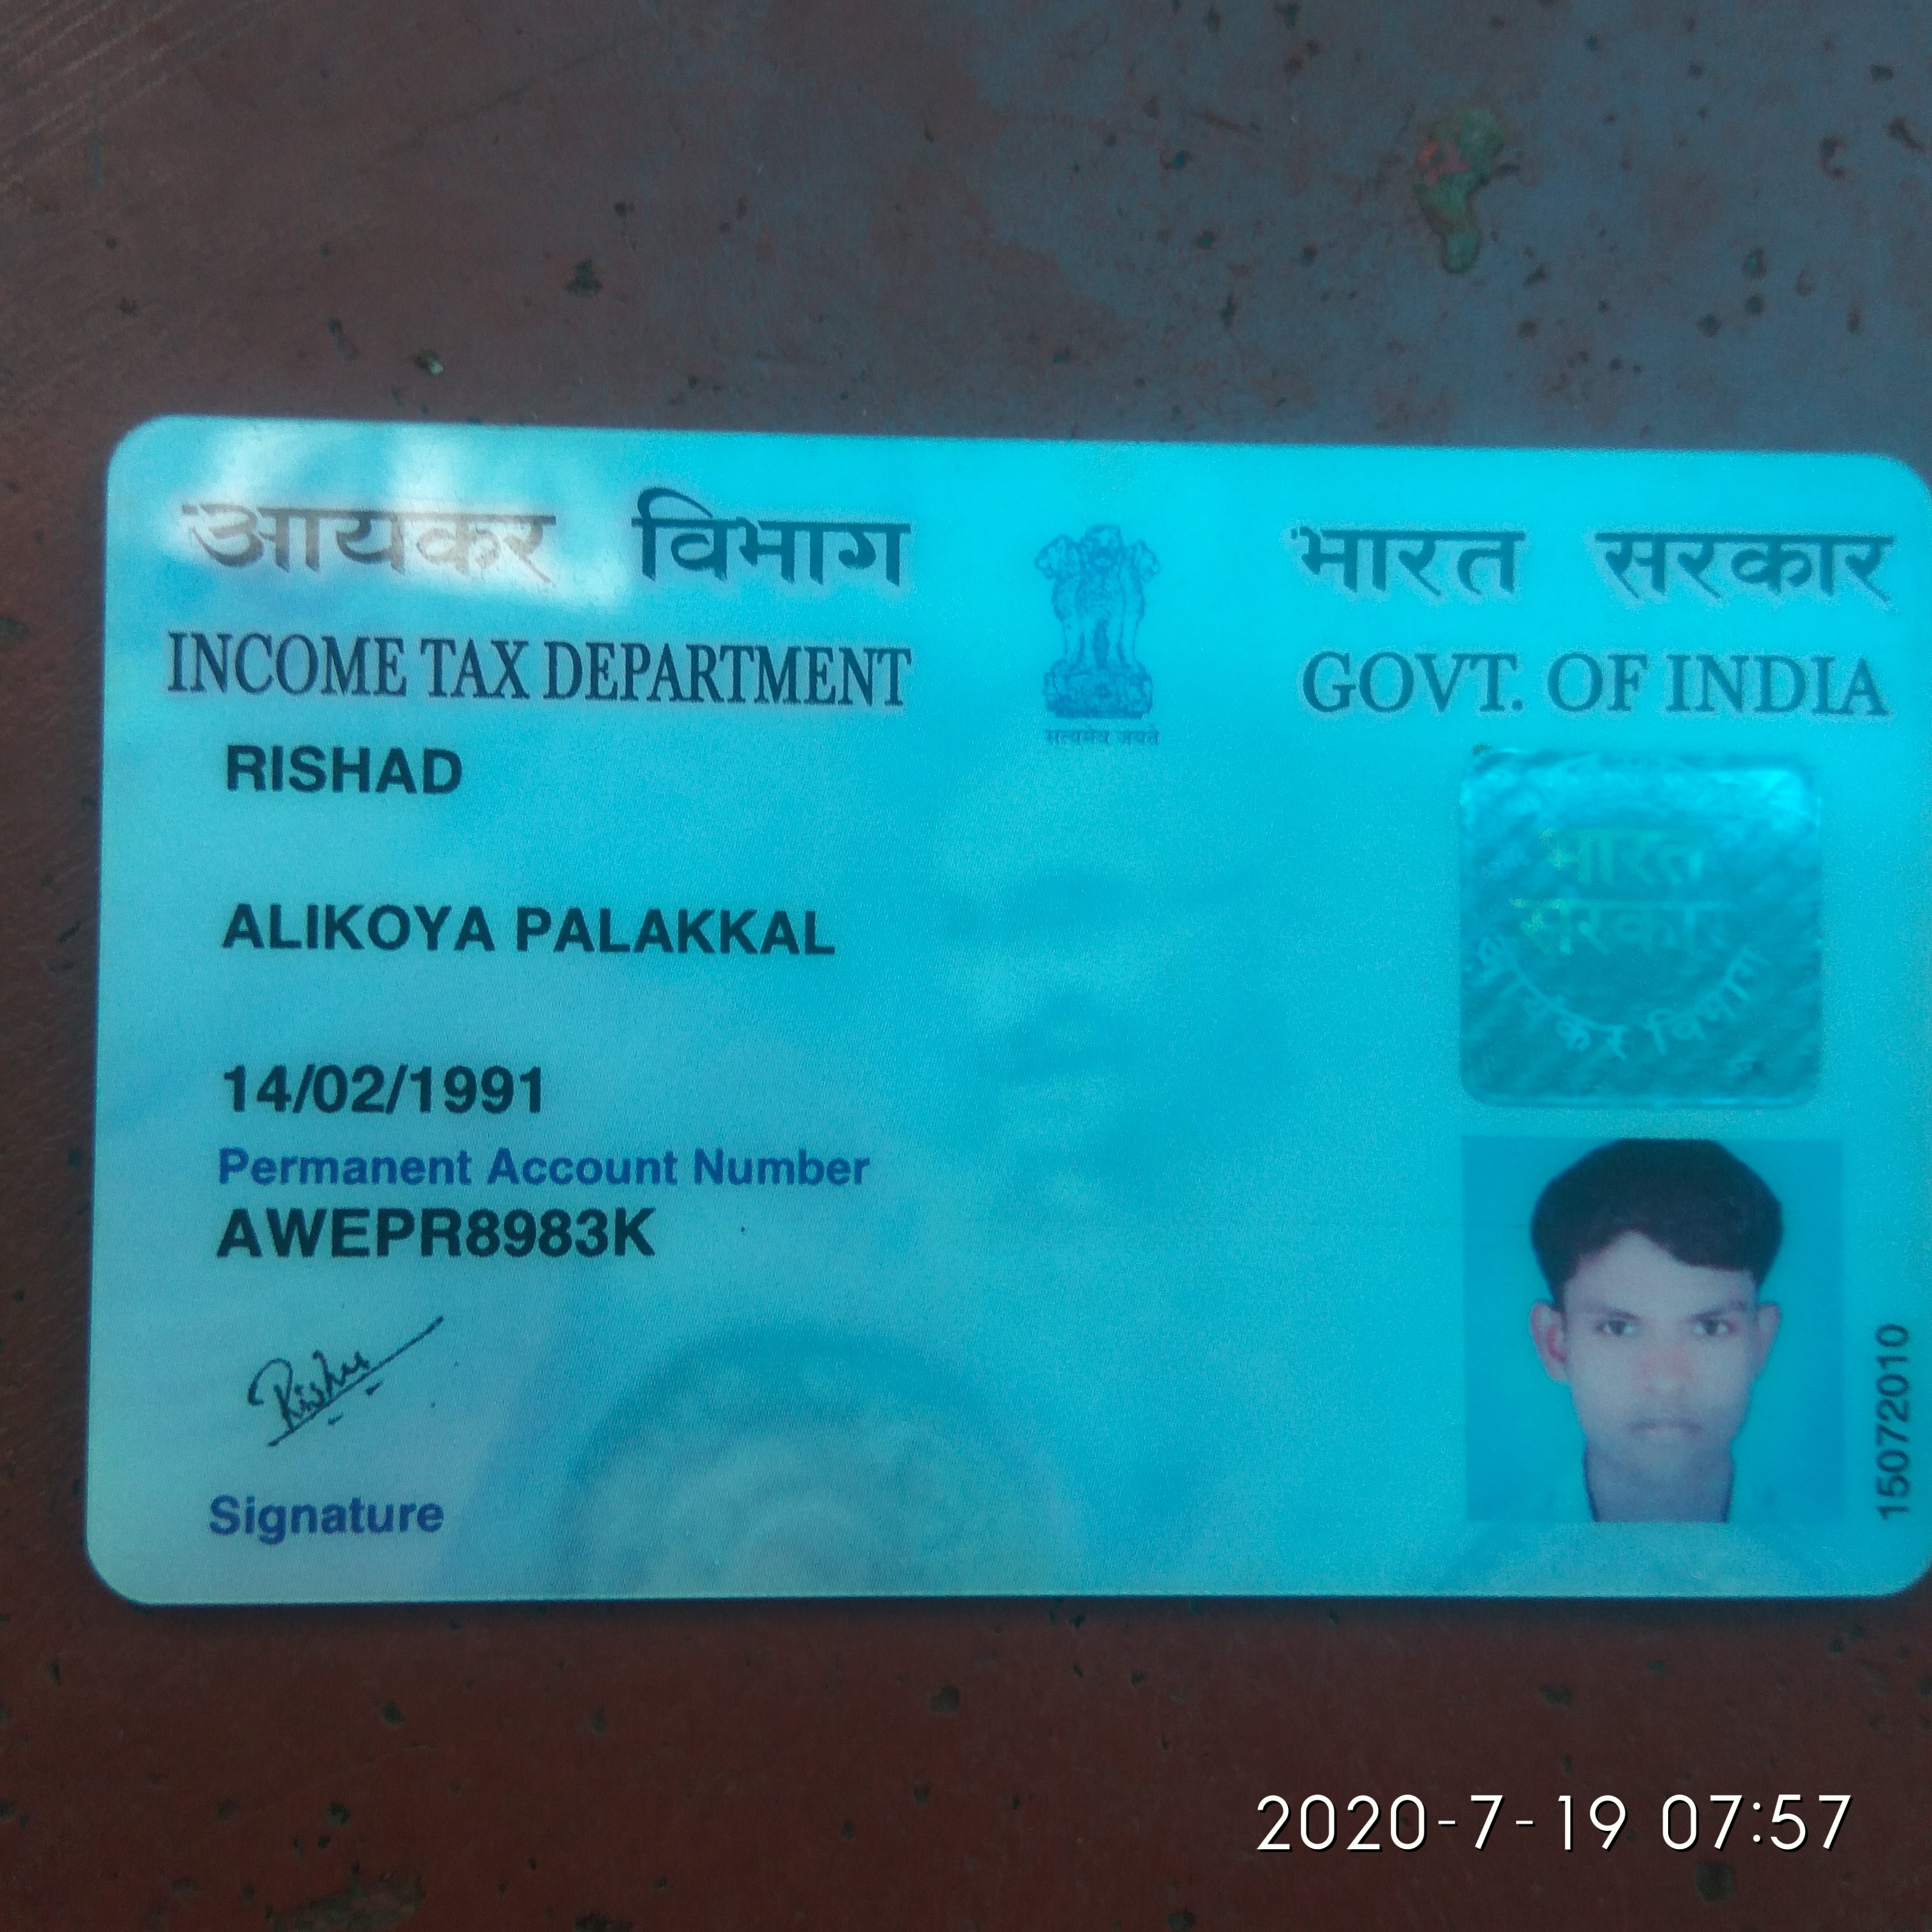 आयकर विभाग
INCOME TAX DEPARTMENT
भारत सरकार
GOVT. OF INDIA
सत्यमेव जयते
RISHAD
ALIKOYA PALAKKAL
14/02/1991
Permanent Account Number
AWEPR8983K
Rishu
Signature
भारत
सरकार
आयकर विभाग
15072010
2020-7-19 07:57